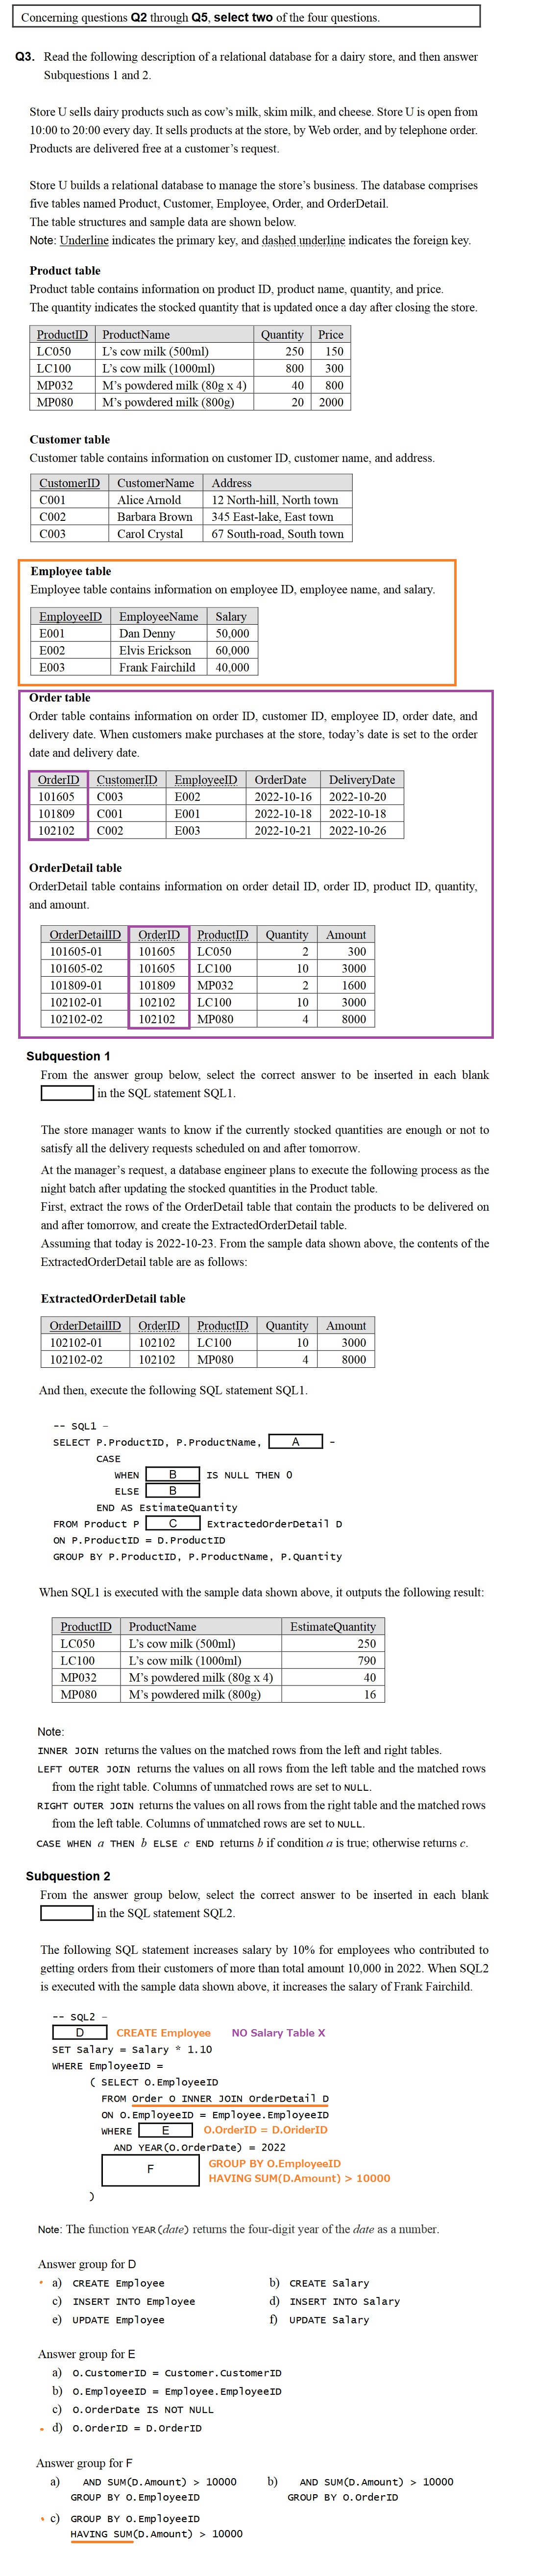 Concerning questions Q2 through Q5, select two of the four questions.
Q3. Read the following description of a relational database for a dairy store, and then answer
Subquestions 1 and 2.
Store U sells dairy products such as cow's milk, skim milk, and cheese. Store U is open from
10:00 to 20:00 every day. It sells products at the store, by Web order, and by telephone order.
Products are delivered free at a customer's request.
Store U builds a relational database to manage the store's business. The database comprises
five tables named Product, Customer, Employee, Order, and OrderDetail.
The table structures and sample data are shown below.
Note: Underline indicates the primary key, and dashed underline indicates the foreign key.
Product table
Product table contains information on product ID, product name, quantity, and price.
The quantity indicates the stocked quantity that is updated once a day after closing the store.
ProductID ProductName Quantity Price
LC050 L's cow milk (500ml) 250 150
LC100 L's cow milk (1000ml) 800 300
MP032 M's powdered milk (80g x 4) 40 800
MP080 M's powdered milk (800g) 20 2000
Customer table
Customer table contains information on customer ID, customer name, and address.
CustomerID CustomerName Address
C001 Alice Arnold 12 North-hill, North town
C002 Barbara Brown 345 East-lake, East town
C003 Carol Crystal 67 South-road, South town
Employee table
Employee table contains information on employee ID, employee name, and salary.
EmployeeID EmployeeName Salary
E001 Dan Denny 50,000
E002 Elvis Erickson 60,000
E003 Frank Fairchild 40,000
Order table
Order table contains information on order ID, customer ID, employee ID, order date, and
delivery date. When customers make purchases at the store, today's date is set to the order
date and delivery date.
OrderID CustomerID EmployeeID OrderDate DeliveryDate
101605 C003 E002 2022-10-16 2022-10-20
101809 C001 E001 2022-10-18 2022-10-18
102102 C002 E003 2022-10-21 2022-10-26
OrderDetail table
OrderDetail table contains information on order detail ID, order ID, product ID, quantity,
and amount.
OrderDetailID OrderID ProductID Quantity Amount
101605-01 101605 LC050 2 300
101605-02 101605 LC100 10 3000
101809-01 101809 MP032 2 1600
102102-01 102102 LC100 10 3000
102102-02 102102 MP080 4 8000
Subquestion 1
From the answer group below, select the correct answer to be inserted in each blank
in the SQL statement SQL1.
The store manager wants to know if the currently stocked quantities are enough or not to
satisfy all the delivery requests scheduled on and after tomorrow.
At the manager's request, a database engineer plans to execute the following process as the
night batch after updating the stocked quantities in the Product table.
First, extract the rows of the OrderDetail table that contain the products to be delivered on
and after tomorrow, and create the ExtractedOrderDetail table.
Assuming that today is 2022-10-23. From the sample data shown above, the contents of the
ExtractedOrderDetail table are as follows:
ExtractedOrderDetail table
OrderDetailID OrderID ProductID Quantity Amount
102102-01 102102 LC100 10 3000
102102-02 102102 MP080 4 8000
And then, execute the following SQL statement SQL1.
-- SQL1 –
SELECT P.ProductID, P.ProductName, A -
CASE
WHEN B IS NULL THEN 0
ELSE B
END AS EstimateQuantity
FROM Product P C ExtractedOrderDetail D
ON P.ProductID = D.ProductID
GROUP BY P.ProductID, P.ProductName, P.Quantity
When SQL1 is executed with the sample data shown above, it outputs the following result:
ProductID ProductName EstimateQuantity
LC050 L's cow milk (500ml) 250
LC100 L's cow milk (1000ml) 790
MP032 M's powdered milk (80g x 4) 40
MP080 M's powdered milk (800g) 16
Note:
INNER JOIN returns the values on the matched rows from the left and right tables.
LEFT OUTER JOIN returns the values on all rows from the left table and the matched rows
from the right table. Columns of unmatched rows are set to NULL.
RIGHT OUTER JOIN returns the values on all rows from the right table and the matched rows
from the left table. Columns of unmatched rows are set to NULL.
CASE WHEN a THEN b ELSE c END returns b if condition a is true; otherwise returns c.
Subquestion 2
From the answer group below, select the correct answer to be inserted in each blank
in the SQL statement SQL2.
The following SQL statement increases salary by 10% for employees who contributed to
getting orders from their customers of more than total amount 10,000 in 2022. When SQL2
is executed with the sample data shown above, it increases the salary of Frank Fairchild.
-- SQL2 –
D CREATE Employee NO Salary Table X
SET Salary = Salary * 1.10
WHERE EmployeeID =
( SELECT O.EmployeeID
FROM Order O INNER JOIN OrderDetail D
ON O.EmployeeID = Employee.EmployeeID
WHERE E O.OrderID = D.OriderID
AND YEAR(O.OrderDate) = 2022
F GROUP BY O.EmployeeID
HAVING SUM(D.Amount) > 10000
)
Note: The function YEAR(date) returns the four-digit year of the date as a number.
Answer group for D
a) CREATE Employee b) CREATE Salary
c) INSERT INTO Employee d) INSERT INTO Salary
e) UPDATE Employee f) UPDATE Salary
Answer group for E
a) O.CustomerID = Customer.CustomerID
b) O.EmployeeID = Employee.EmployeeID
c) O.OrderDate IS NOT NULL
d) O.OrderID = D.OrderID
Answer group for F
a) AND SUM(D.Amount) > 10000 b) AND SUM(D.Amount) > 10000
GROUP BY O.EmployeeID GROUP BY O.OrderID
c) GROUP BY O.EmployeeID
HAVING SUM(D.Amount) > 10000